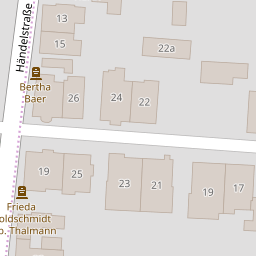 Händelstraße
13
15
22a
Bertha
Baer
26
24
22
19
25
23
21
19
17
Frieda
oldschmidt
b. Thalmann